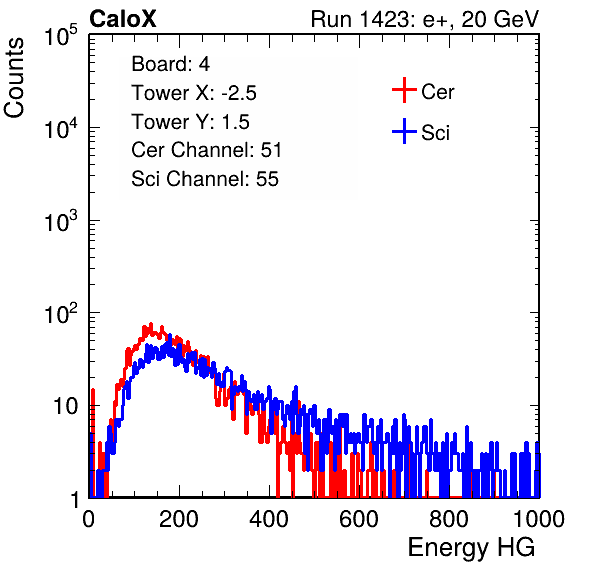 CaloX Run 1423: e+, 20 GeV
Counts
10^5
10^4
10^3
10^2
10
1
Board: 4
Tower X: -2.5
Tower Y: 1.5
Cer Channel: 51
Sci Channel: 55
Cer
Sci
0 200 400 600 800 1000
Energy HG